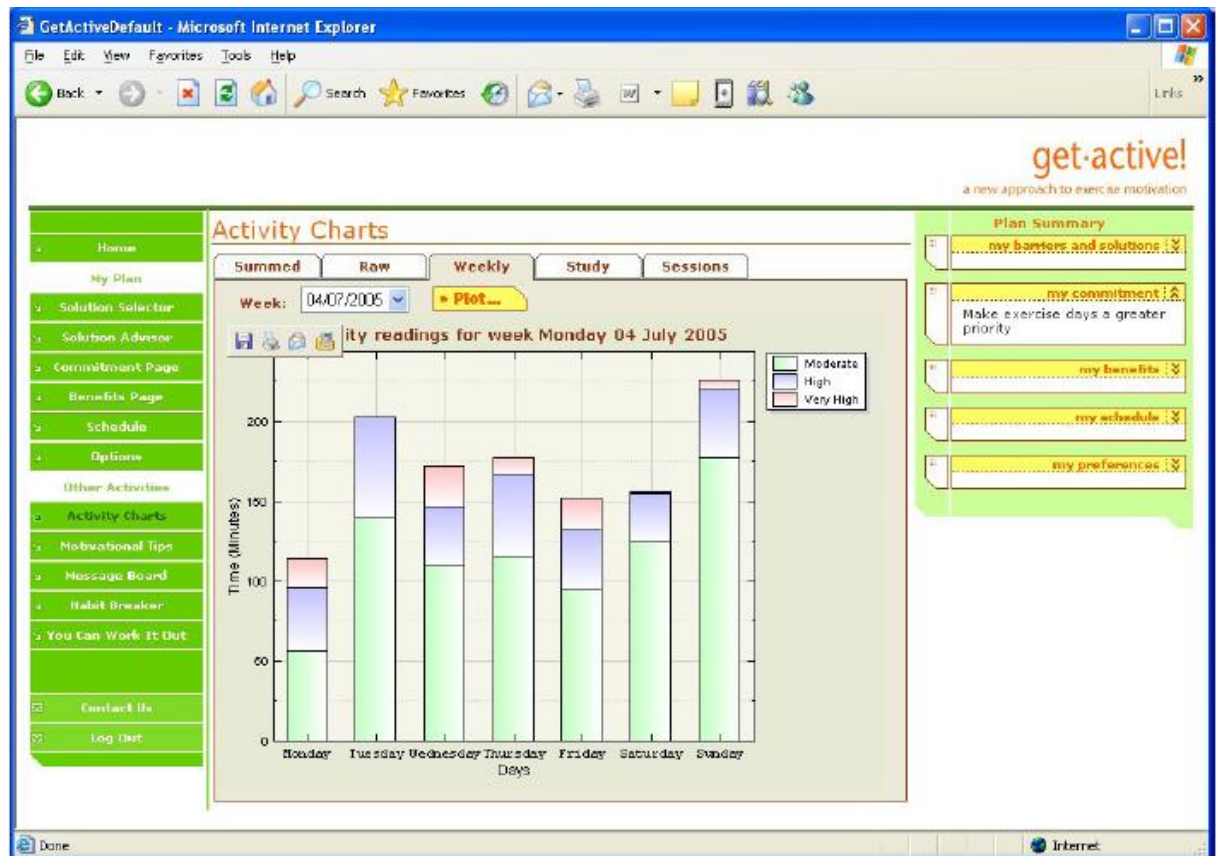 GetActiveDefault - Microsoft Internet Explorer
File Edit View Favorites Tools Help
Back Search Favorites Links
get·active!
a new approach to exercise motivation
Home
My Plan
Solution Selector
Solution Advisor
Commitment Page
Benefits Page
Schedule
Options
Other Activities
Activity Charts
Motivational Tips
Message Board
Habit Breaker
You Can Work It Out
Contact Us
Log Out
Activity Charts
Summed Raw Weekly Study Sessions
Week: 04/07/2005 » Plot...
ity readings for week Monday 04 July 2005
Moderate
High
Very High
Time (Minutes)
200
150
100
50
0
Monday Tuesday Wednesday Thursday Friday Saturday Sunday
Days
Plan Summary
my barriers and solutions
my commitment
Make exercise days a greater
priority
my benefits
my schedule
my preferences
Done Internet